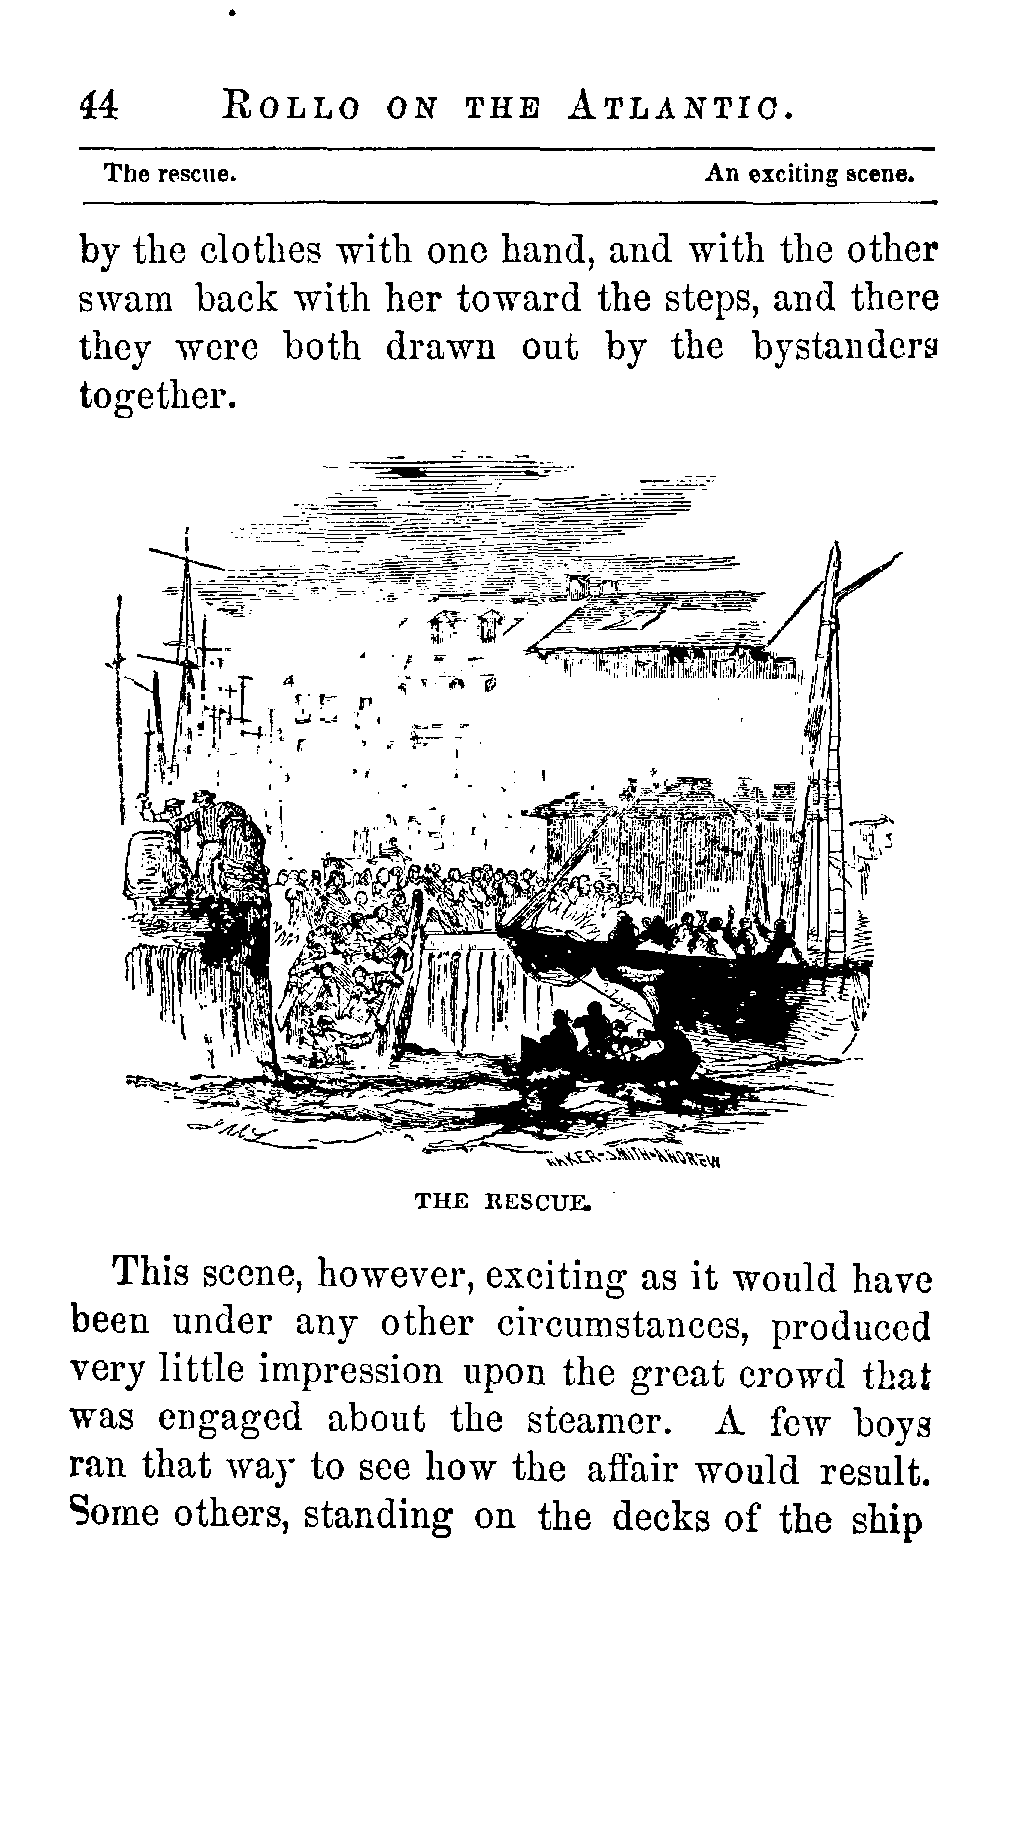 44 ROLLO ON THE ATLANTIC.
The rescue. An exciting scene.
by the clothes with one hand, and with the other
swam back with her toward the steps, and there
they were both drawn out by the bystanders
together.
BAKER-SMITH-ANDREW
THE RESCUE.
This scene, however, exciting as it would have
been under any other circumstances, produced
very little impression upon the great crowd that
was engaged about the steamer. A few boys
ran that way to see how the affair would result.
Some others, standing on the decks of the ship